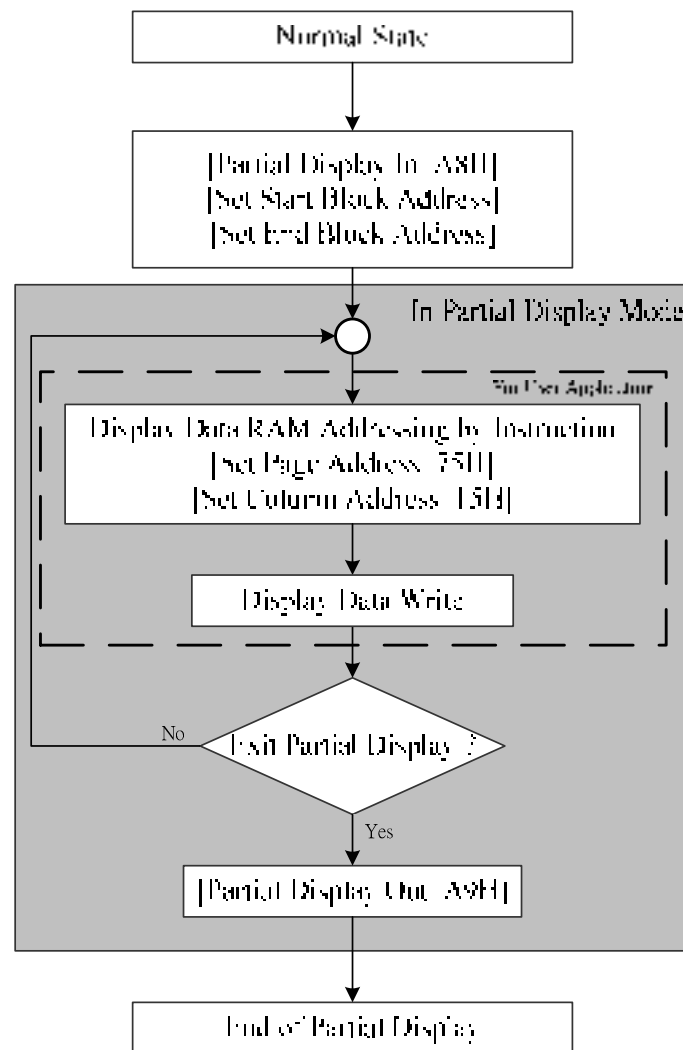 Normal State
[Partial Display In A8H]
[Set Start Block Address]
[Set End Block Address]
In Partial Display Mode
User Application
Display Data RAM Addressing by Instruction
[Set Page Address 75H]
[Set Column Address 15H]
Display Data Write
Exit Partial Display ?
No
Yes
[Partial Display Out A9H]
End of Partial Display